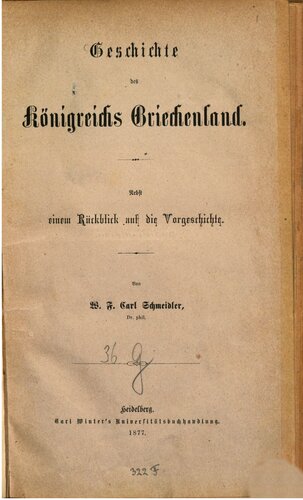 Geschichte
des
Königreichs Griechenland.
Nebst
einem Rückblick auf die Vorgeschichte.
Von
W. F. Carl Schmeidler,
Dr. phil.
36
Heidelberg.
Carl Winter's Universitätsbuchhandlung.
1877.
322 F